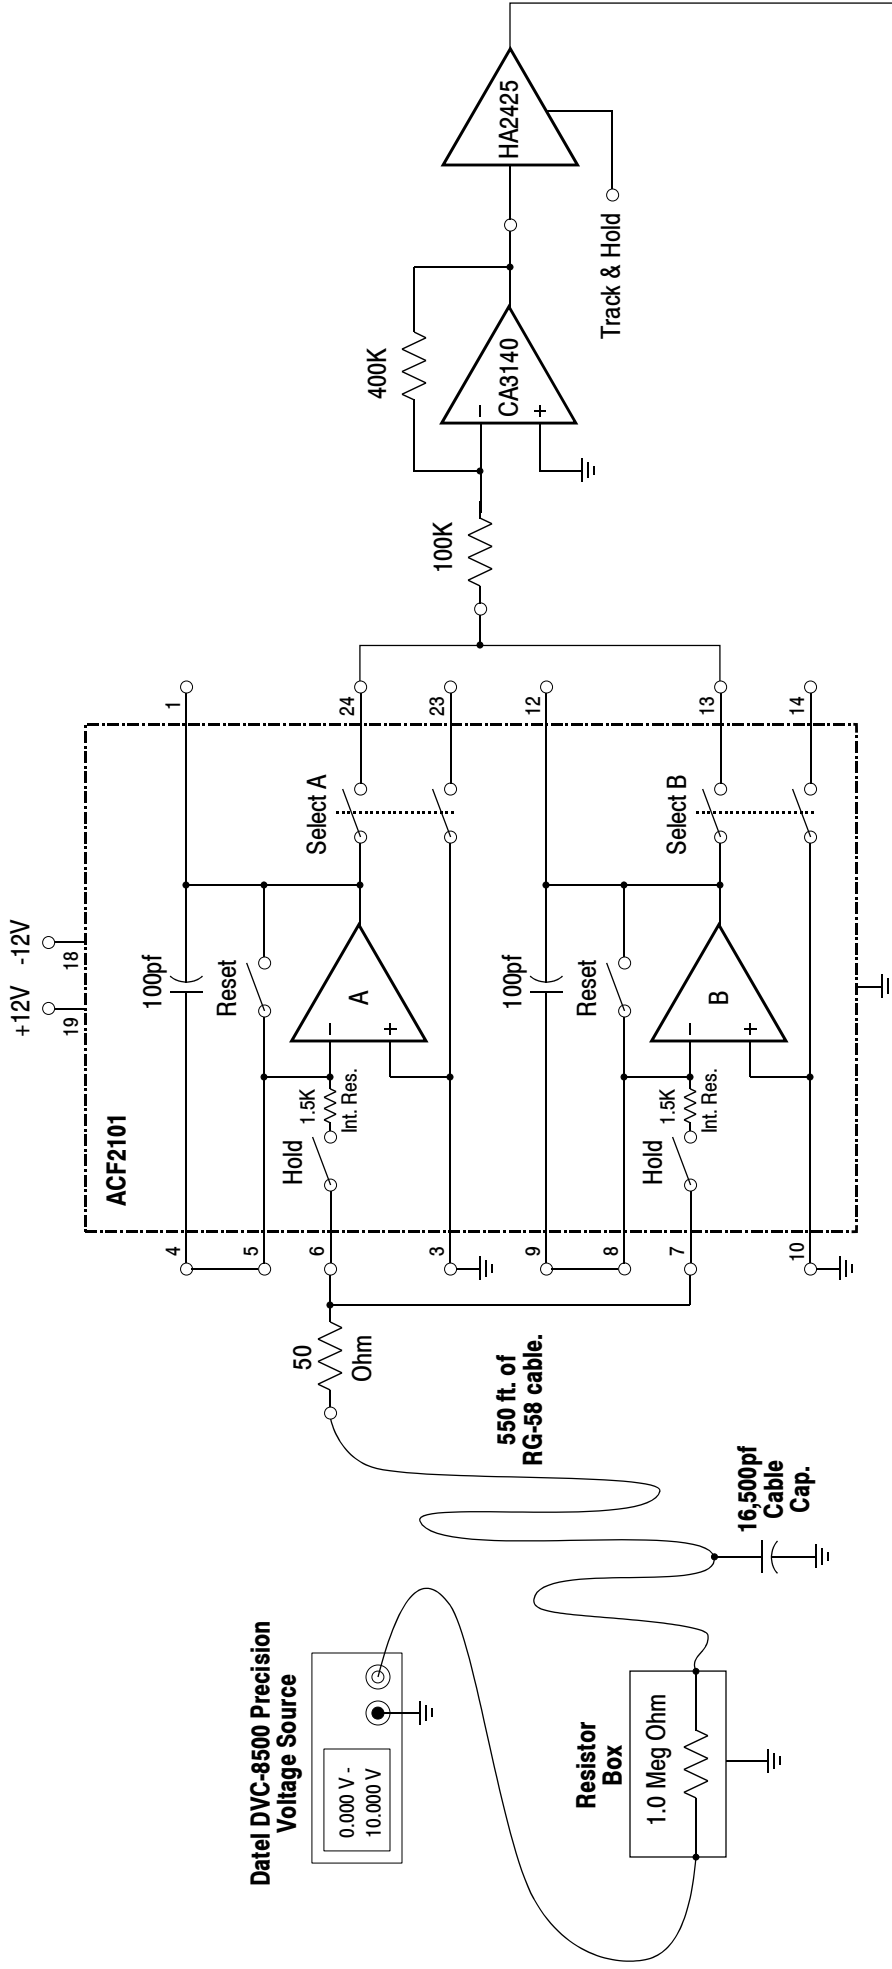 Datel DVC-8500 Precision
Voltage Source
0.000 V -
10.000 V
Resistor
Box
1.0 Meg Ohm
16,500pf
Cable
Cap.
550 ft. of
RG-58 cable.
50
Ohm
ACF2101
+12V
19
-12V
18
4
5
6
3
9
8
7
10
100pf
Reset
Hold
1.5K
Int. Res.
-
+
A
Select A
100pf
Reset
Hold
1.5K
Int. Res.
-
+
B
Select B
1
24
23
12
13
14
100K
400K
-
+
CA3140
HA2425
Track & Hold